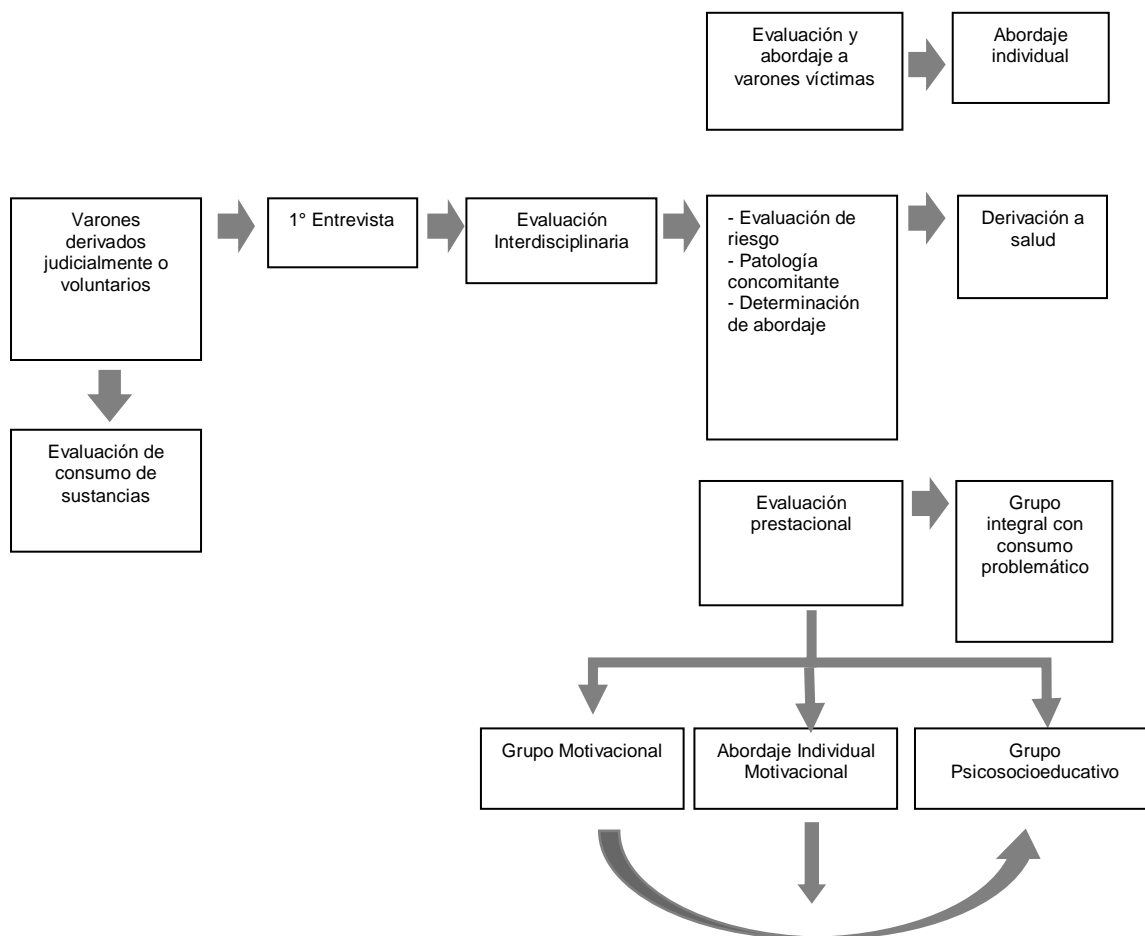 Evaluación y
abordaje a
varones víctimas
Abordaje
individual
Varones
derivados
judicialmente o
voluntarios
1° Entrevista
Evaluación
Interdisciplinaria
- Evaluación de
riesgo
- Patología
concomitante
- Determinación
de abordaje
Derivación a
salud
Evaluación de
consumo de
sustancias
Evaluación
prestacional
Grupo
integral con
consumo
problemático
Grupo Motivacional
Abordaje Individual
Motivacional
Grupo
Psicosocioeducativo